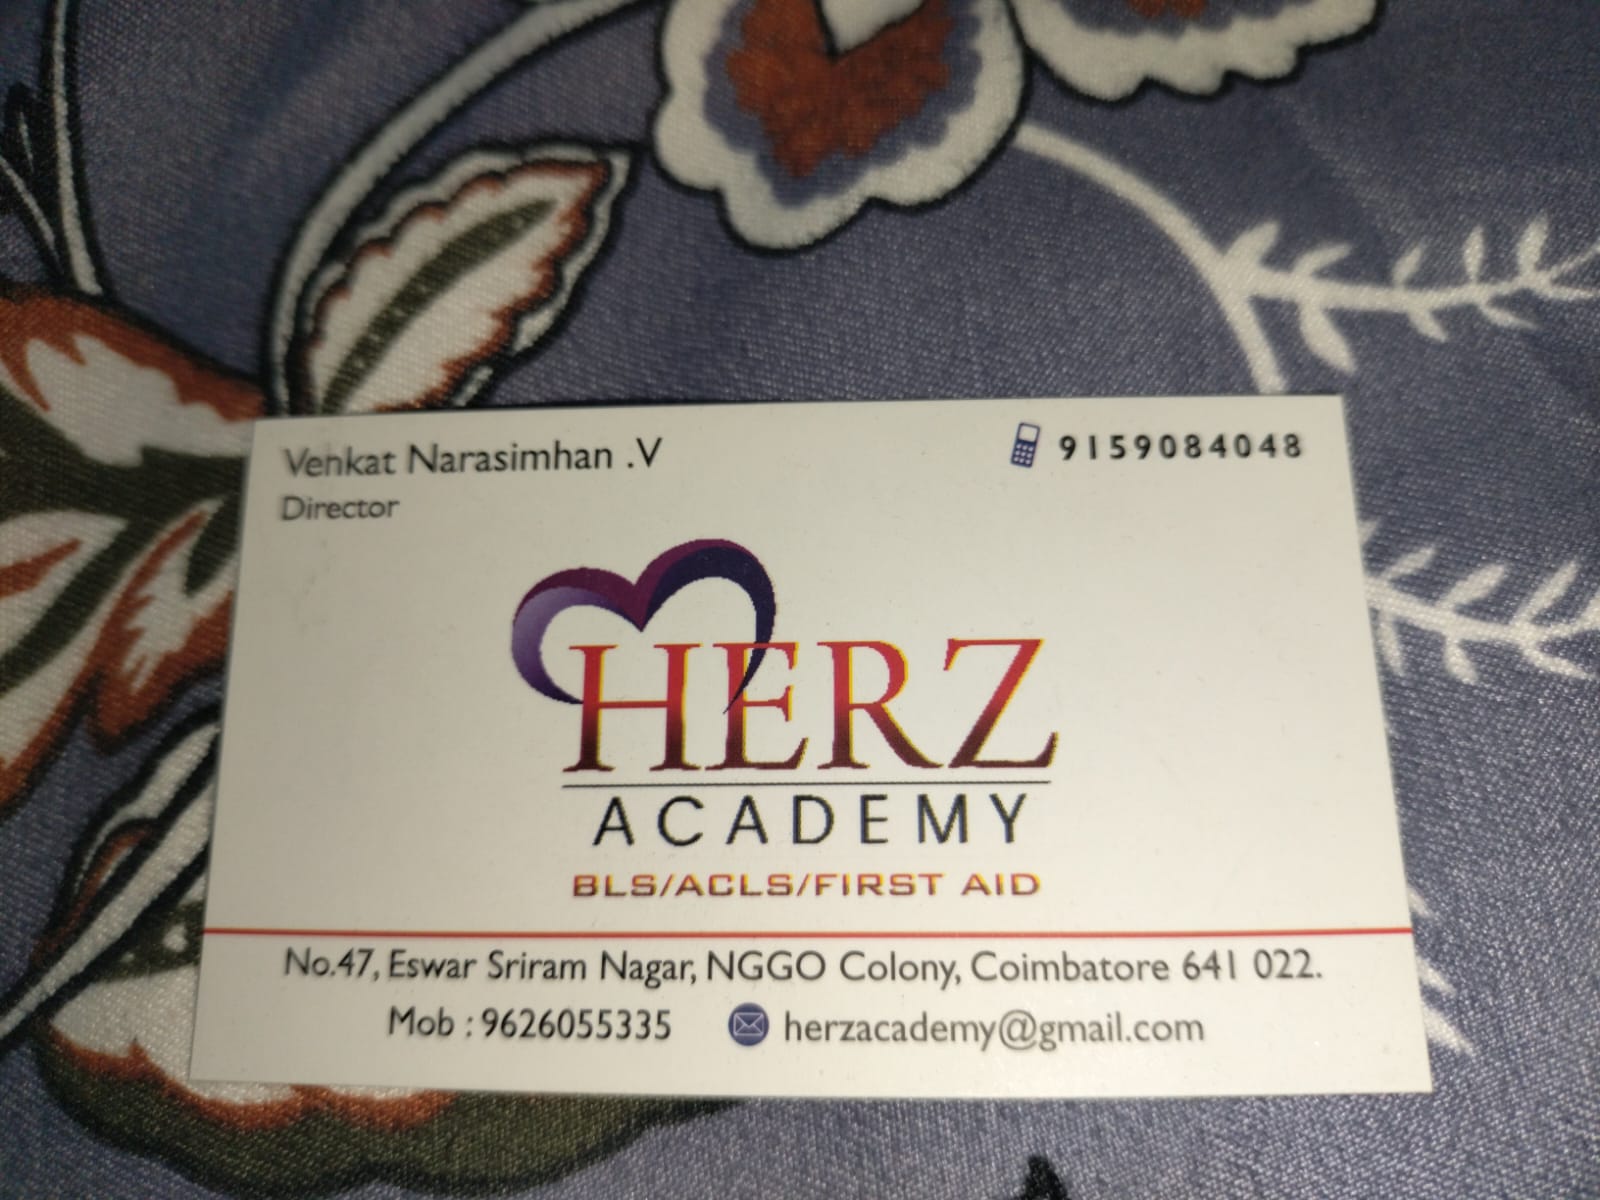 Venkat Narasimhan .V
Director
9159084048
HERZ
ACADEMY
BLS/ACLS/FIRST AID
No.47, Eswar Sriram Nagar, NGGO Colony, Coimbatore 641 022.
Mob : 9626055335 herzacademy@gmail.com